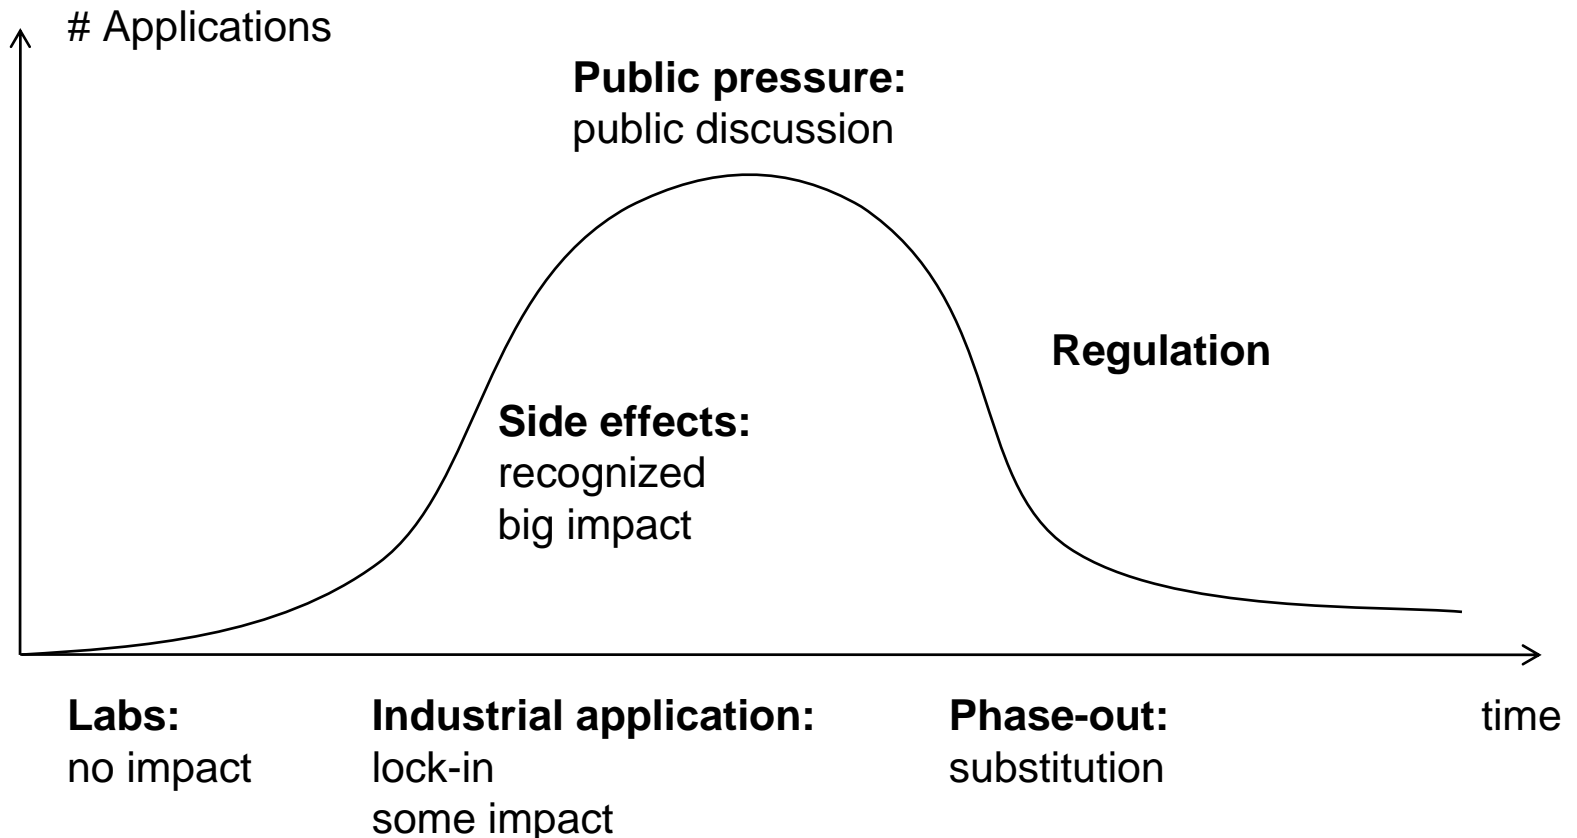 # Applications
Public pressure:
public discussion
Regulation
Side effects:
recognized
big impact
Labs:
no impact
Industrial application:
lock-in
some impact
Phase-out:
substitution
time